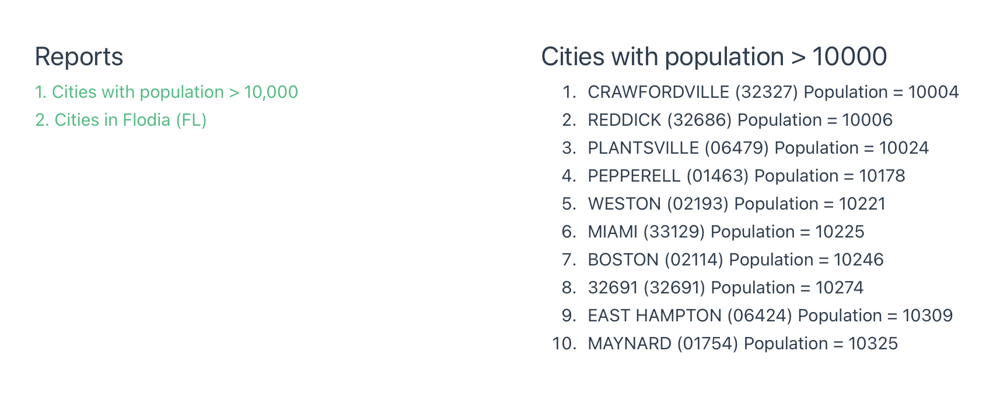 Reports
1. Cities with population > 10,000
2. Cities in Flodia (FL)
Cities with population > 10000
1. CRAWFORDVILLE (32327) Population = 10004
2. REDDICK (32686) Population = 10006
3. PLANTSVILLE (06479) Population = 10024
4. PEPPERELL (01463) Population = 10178
5. WESTON (02193) Population = 10221
6. MIAMI (33129) Population = 10225
7. BOSTON (02114) Population = 10246
8. 32691 (32691) Population = 10274
9. EAST HAMPTON (06424) Population = 10309
10. MAYNARD (01754) Population = 10325